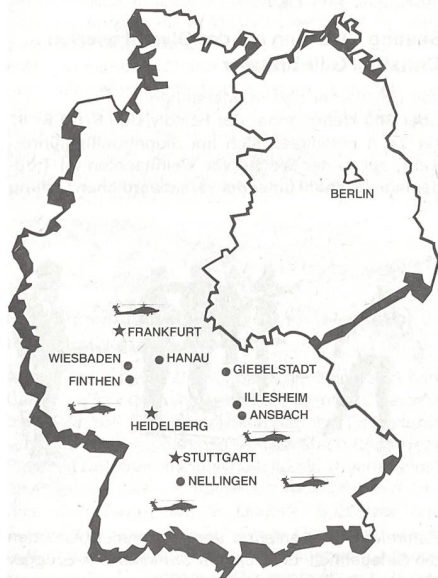 BERLIN
FRANKFURT
WIESBADEN
HANAU
FINTHEN
GIEBELSTADT
ILLESHEIM
ANSBACH
HEIDELBERG
STUTTGART
NELLINGEN